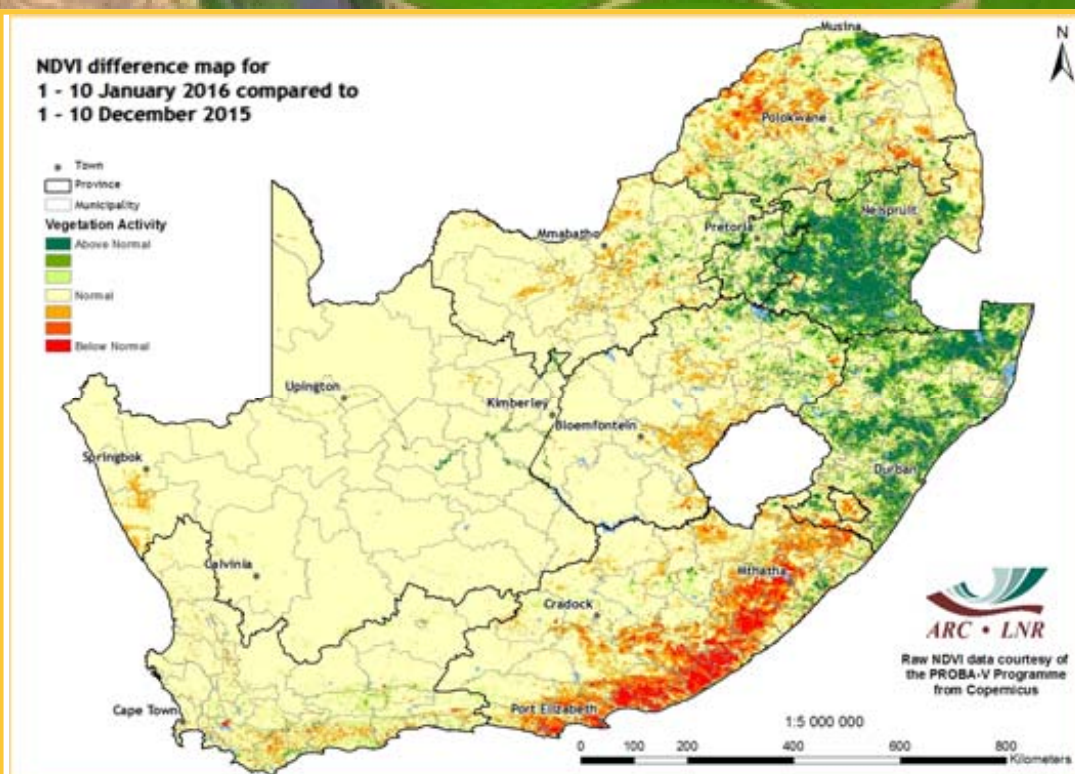 NDVI difference map for
1 - 10 January 2016 compared to
1 - 10 December 2015
Town
Province
Municipality
Vegetation Activity
Above Normal
Normal
Below Normal
N
Musina
Polokwane
Nelspruit
Pretoria
Mmabatho
Upington
Kimberley
Bloemfontein
Springbok
Durban
Calvinia
Mthatha
Cradock
Cape Town
Port Elizabeth
ARC • LNR
Raw NDVI data courtesy of
the PROBA-V Programme
from Copernicus
1:5 000 000
0 100 200 400 600 800
Kilometers